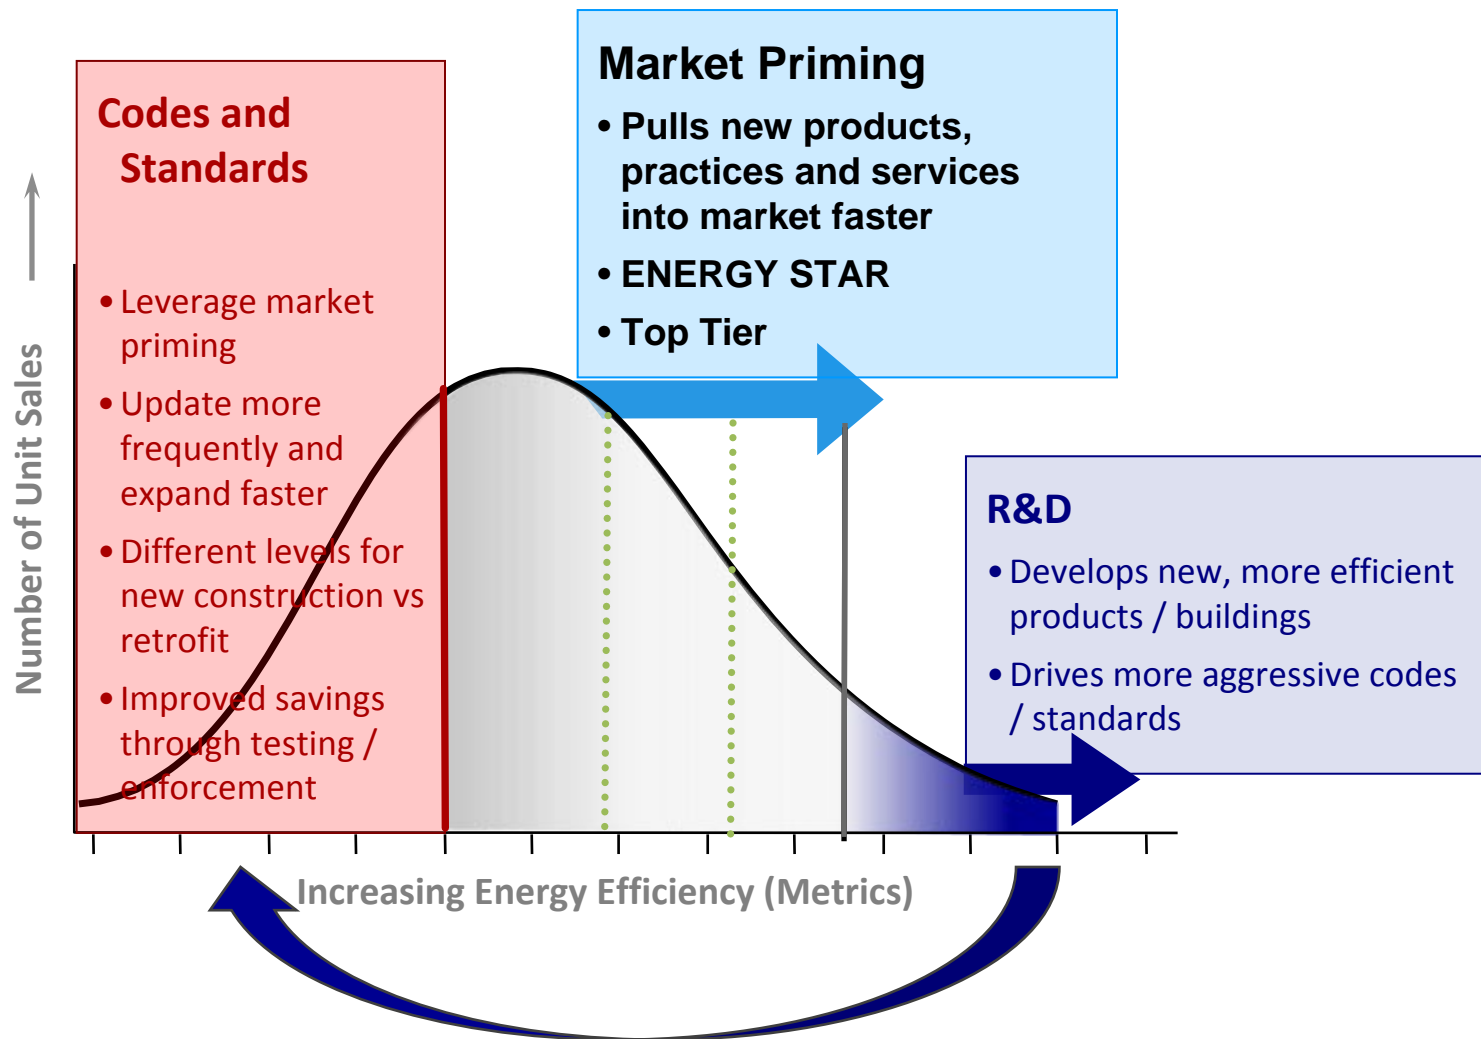 Codes and
Standards
• Leverage market
priming
• Update more
frequently and
expand faster
• Different levels for
new construction vs
retrofit
• Improved savings
through testing /
enforcement
Market Priming
• Pulls new products,
practices and services
into market faster
• ENERGY STAR
• Top Tier
R&D
• Develops new, more efficient
products / buildings
• Drives more aggressive codes
/ standards
Number of Unit Sales
Increasing Energy Efficiency (Metrics)